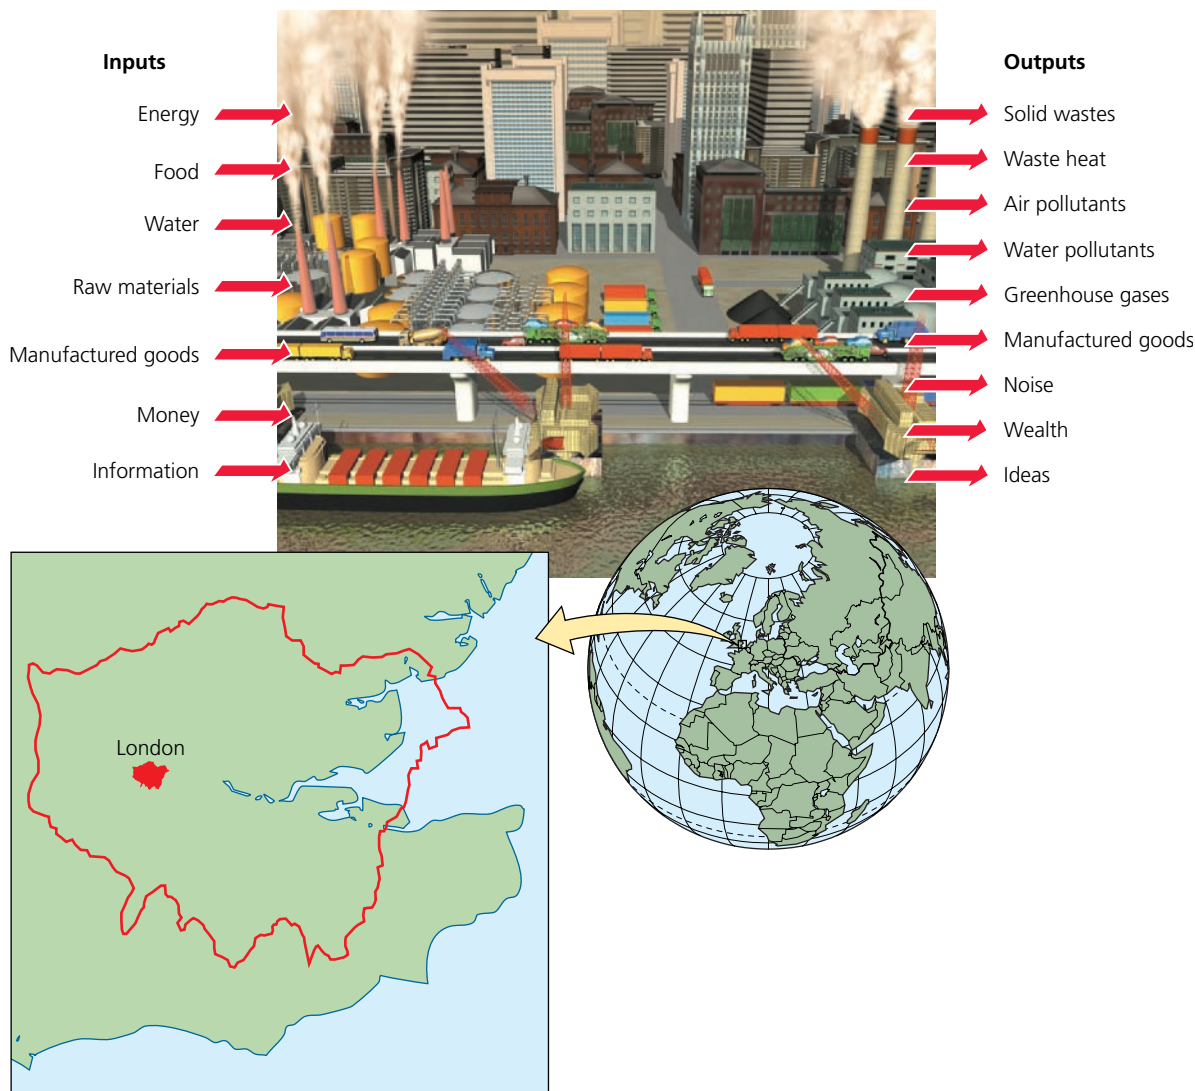 Inputs
Energy
Food
Water
Raw materials
Manufactured goods
Money
Information
Outputs
Solid wastes
Waste heat
Air pollutants
Water pollutants
Greenhouse gases
Manufactured goods
Noise
Wealth
Ideas
London